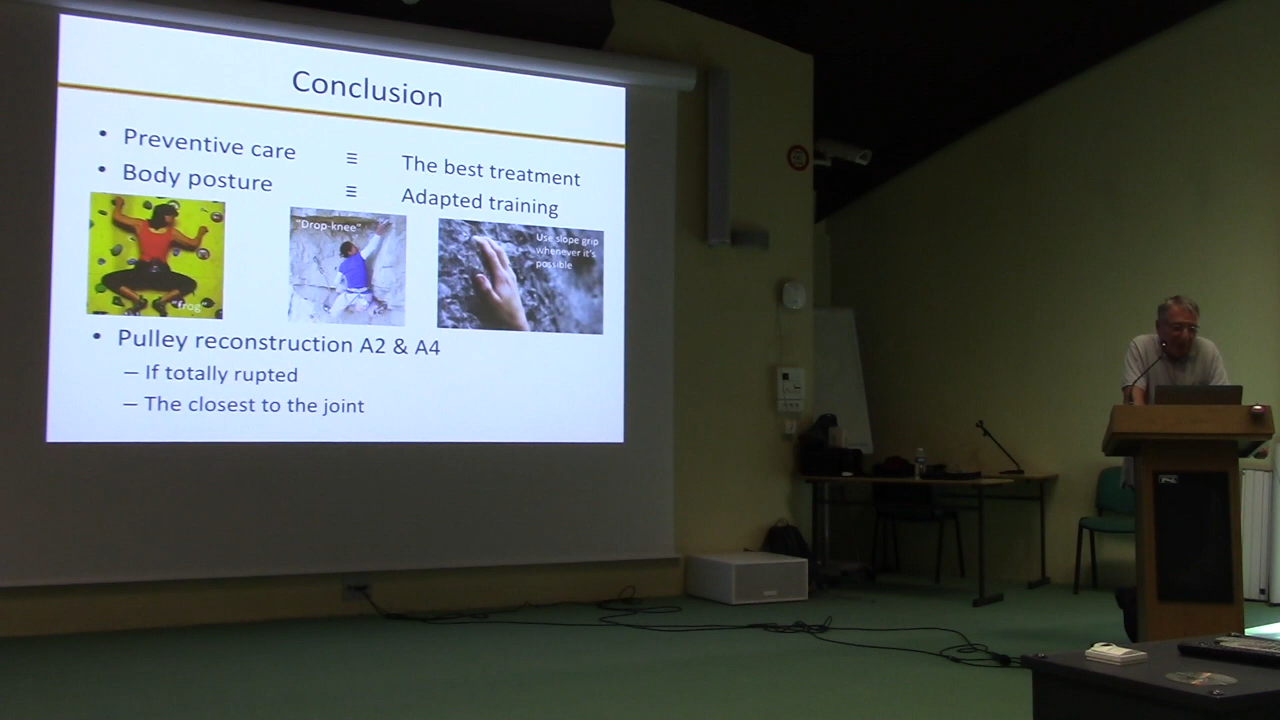 Conclusion
• Preventive care ≡ The best treatment
• Body posture ≡ Adapted training
"frog"
"Drop-knee"
Use slope grip
whenever it's
possible
• Pulley reconstruction A2 & A4
– If totally rupted
– The closest to the joint